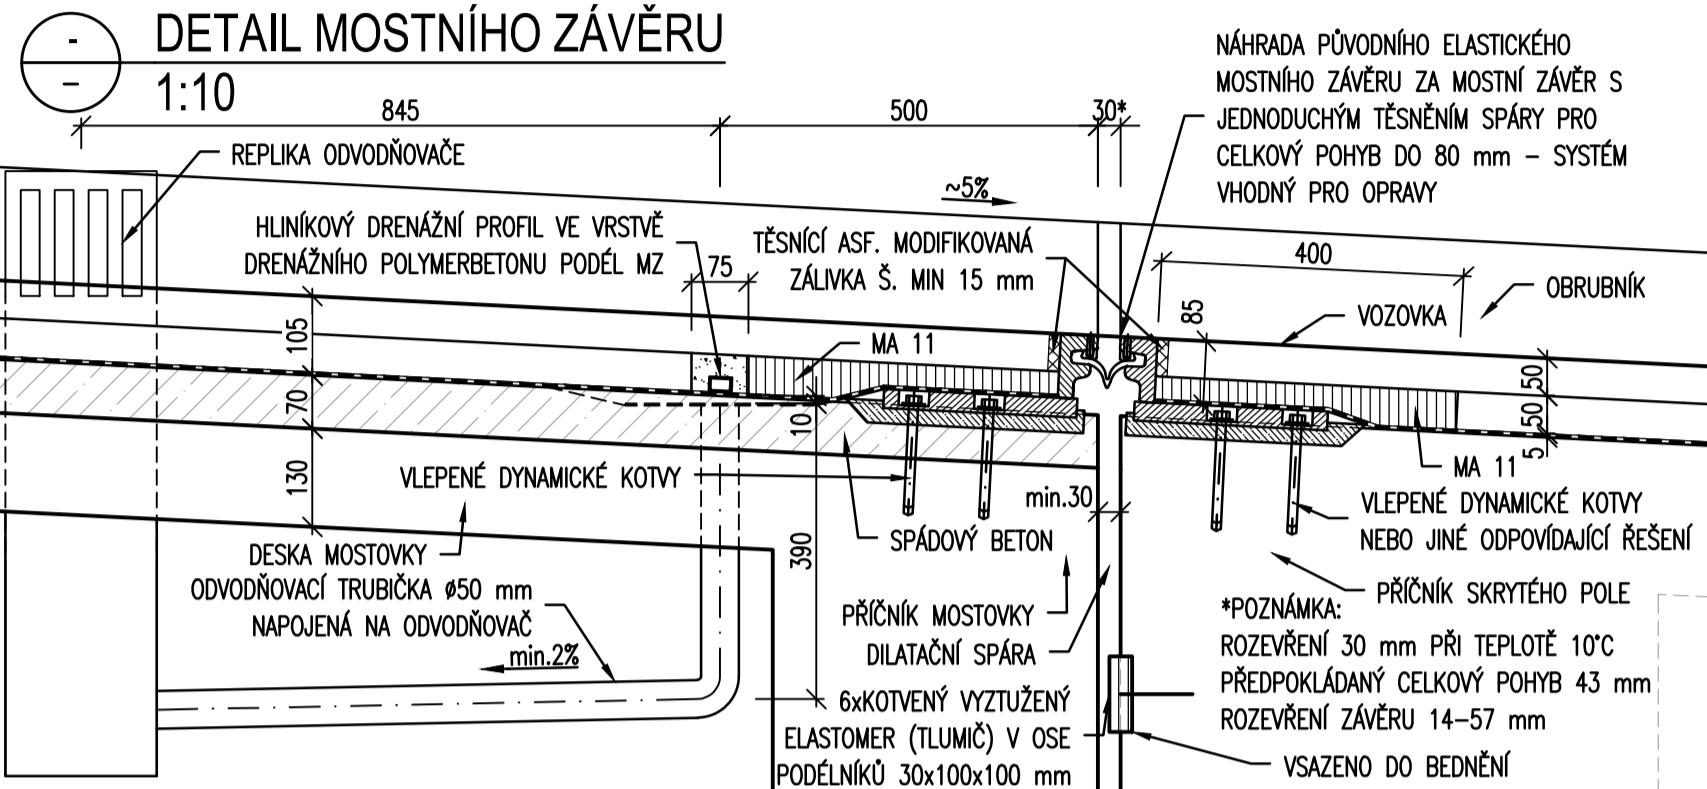 -
-
DETAIL MOSTNÍHO ZÁVĚRU
1:10
845
500
30*
NÁHRADA PŮVODNÍHO ELASTICKÉHO
MOSTNÍHO ZÁVĚRU ZA MOSTNÍ ZÁVĚR S
JEDNODUCHÝM TĚSNĚNÍM SPÁRY PRO
CELKOVÝ POHYB DO 80 mm – SYSTÉM
VHODNÝ PRO OPRAVY
REPLIKA ODVODŇOVAČE
~5%
HLINÍKOVÝ DRENÁŽNÍ PROFIL VE VRSTVĚ
DRENÁŽNÍHO POLYMERBETONU PODÉL MZ
75
TĚSNÍCÍ ASF. MODIFIKOVANÁ
ZÁLIVKA Š. MIN 15 mm
400
OBRUBNÍK
VOZOVKA
85
105
MA 11
70
10
50
50
5
130
VLEPENÉ DYNAMICKÉ KOTVY
min.30
MA 11
VLEPENÉ DYNAMICKÉ KOTVY
NEBO JINÉ ODPOVÍDAJÍCÍ ŘEŠENÍ
SPÁDOVÝ BETON
390
DESKA MOSTOVKY
ODVODŇOVACÍ TRUBIČKA ø50 mm
NAPOJENÁ NA ODVODŇOVAČ
min.2%
PŘÍČNÍK MOSTOVKY
DILATAČNÍ SPÁRA
PŘÍČNÍK SKRYTÉHO POLE
*POZNÁMKA:
ROZEVŘENÍ 30 mm PŘI TEPLOTĚ 10°C
PŘEDPOKLÁDANÝ CELKOVÝ POHYB 43 mm
ROZEVŘENÍ ZÁVĚRU 14–57 mm
6xKOTVENÝ VYZTUŽENÝ
ELASTOMER (TLUMIČ) V OSE
PODÉLNÍKŮ 30x100x100 mm
VSAZENO DO BEDNĚNÍ